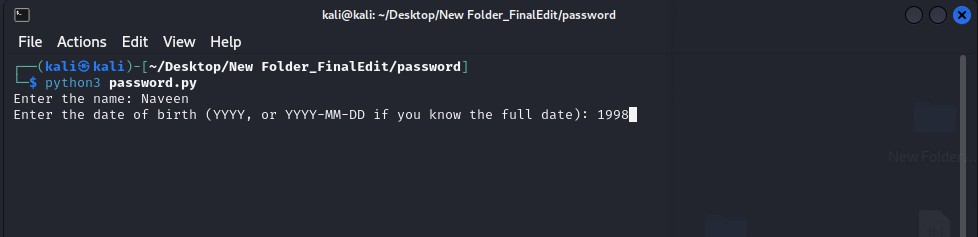 kali@kali: ~/Desktop/New Folder_FinalEdit/password
File Actions Edit View Help
┌──(kali㉿kali)-[~/Desktop/New Folder_FinalEdit/password]
└─$ python3 password.py
Enter the name: Naveen
Enter the date of birth (YYYY, or YYYY-MM-DD if you know the full date): 1998
New Folder...